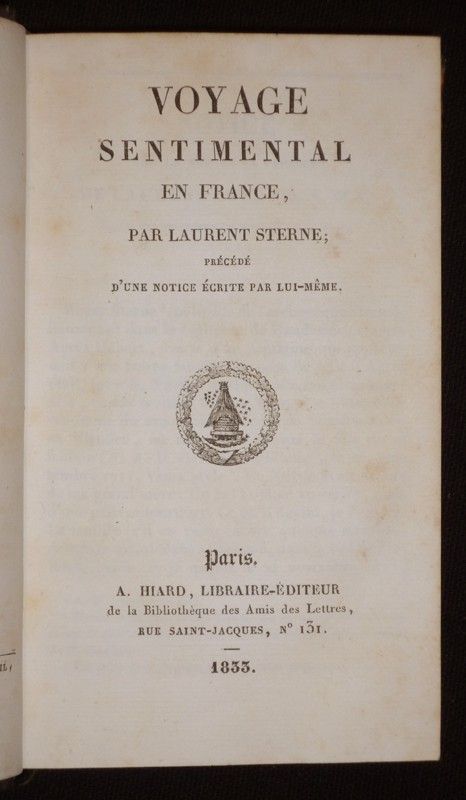 VOYAGE
SENTIMENTAL
EN FRANCE,
PAR LAURENT STERNE;
PRÉCÉDÉ
D'UNE NOTICE ÉCRITE PAR LUI-MÊME.
Paris.
A. HIARD, LIBRAIRE-ÉDITEUR
de la Bibliothèque des Amis des Lettres,
RUE SAINT-JACQUES, Nº 131.
1833.